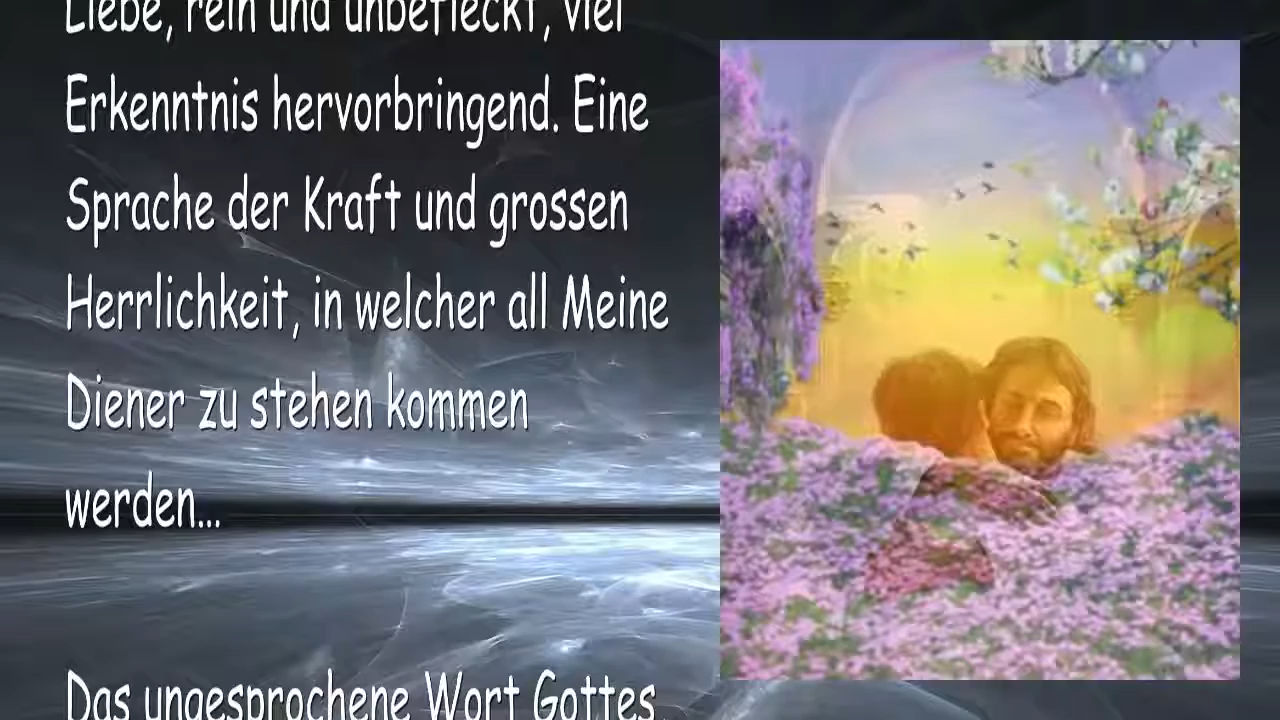 Liebe, rein und unbefleckt, viel
Erkenntnis hervorbringend. Eine
Sprache der Kraft und grossen
Herrlichkeit, in welcher all Meine
Diener zu stehen kommen
werden...
Das ungesprochene Wort Gottes